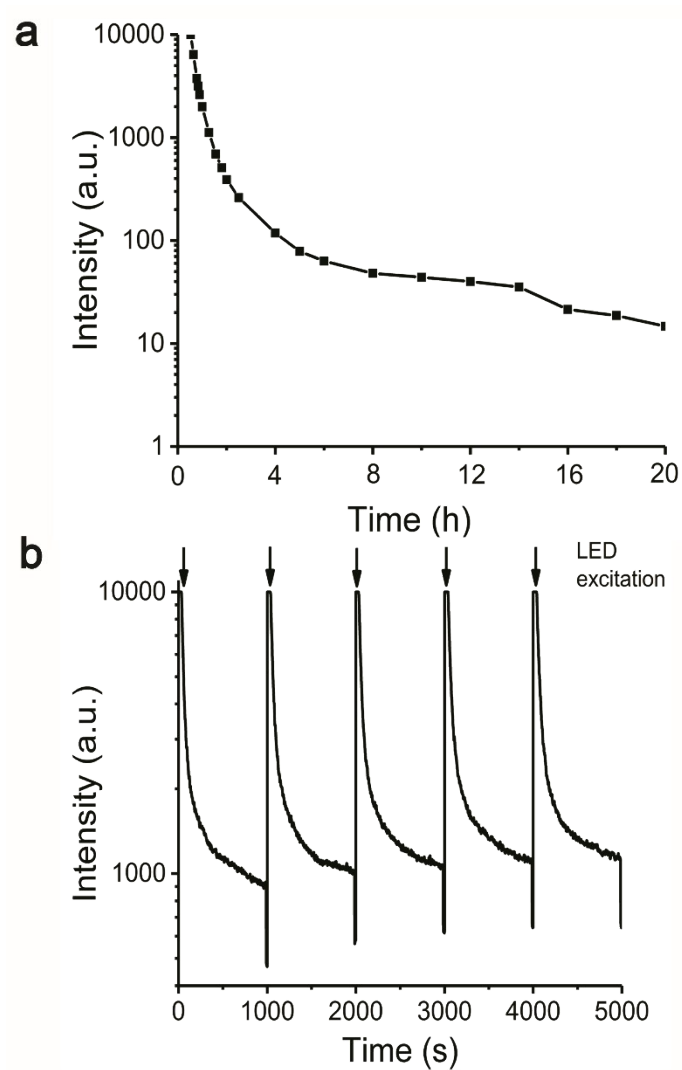 a
10000
1000
100
10
1
0 4 8 12 16 20
Intensity (a.u.)
Time (h)
b
LED
excitation
10000
1000
0 1000 2000 3000 4000 5000
Intensity (a.u.)
Time (s)